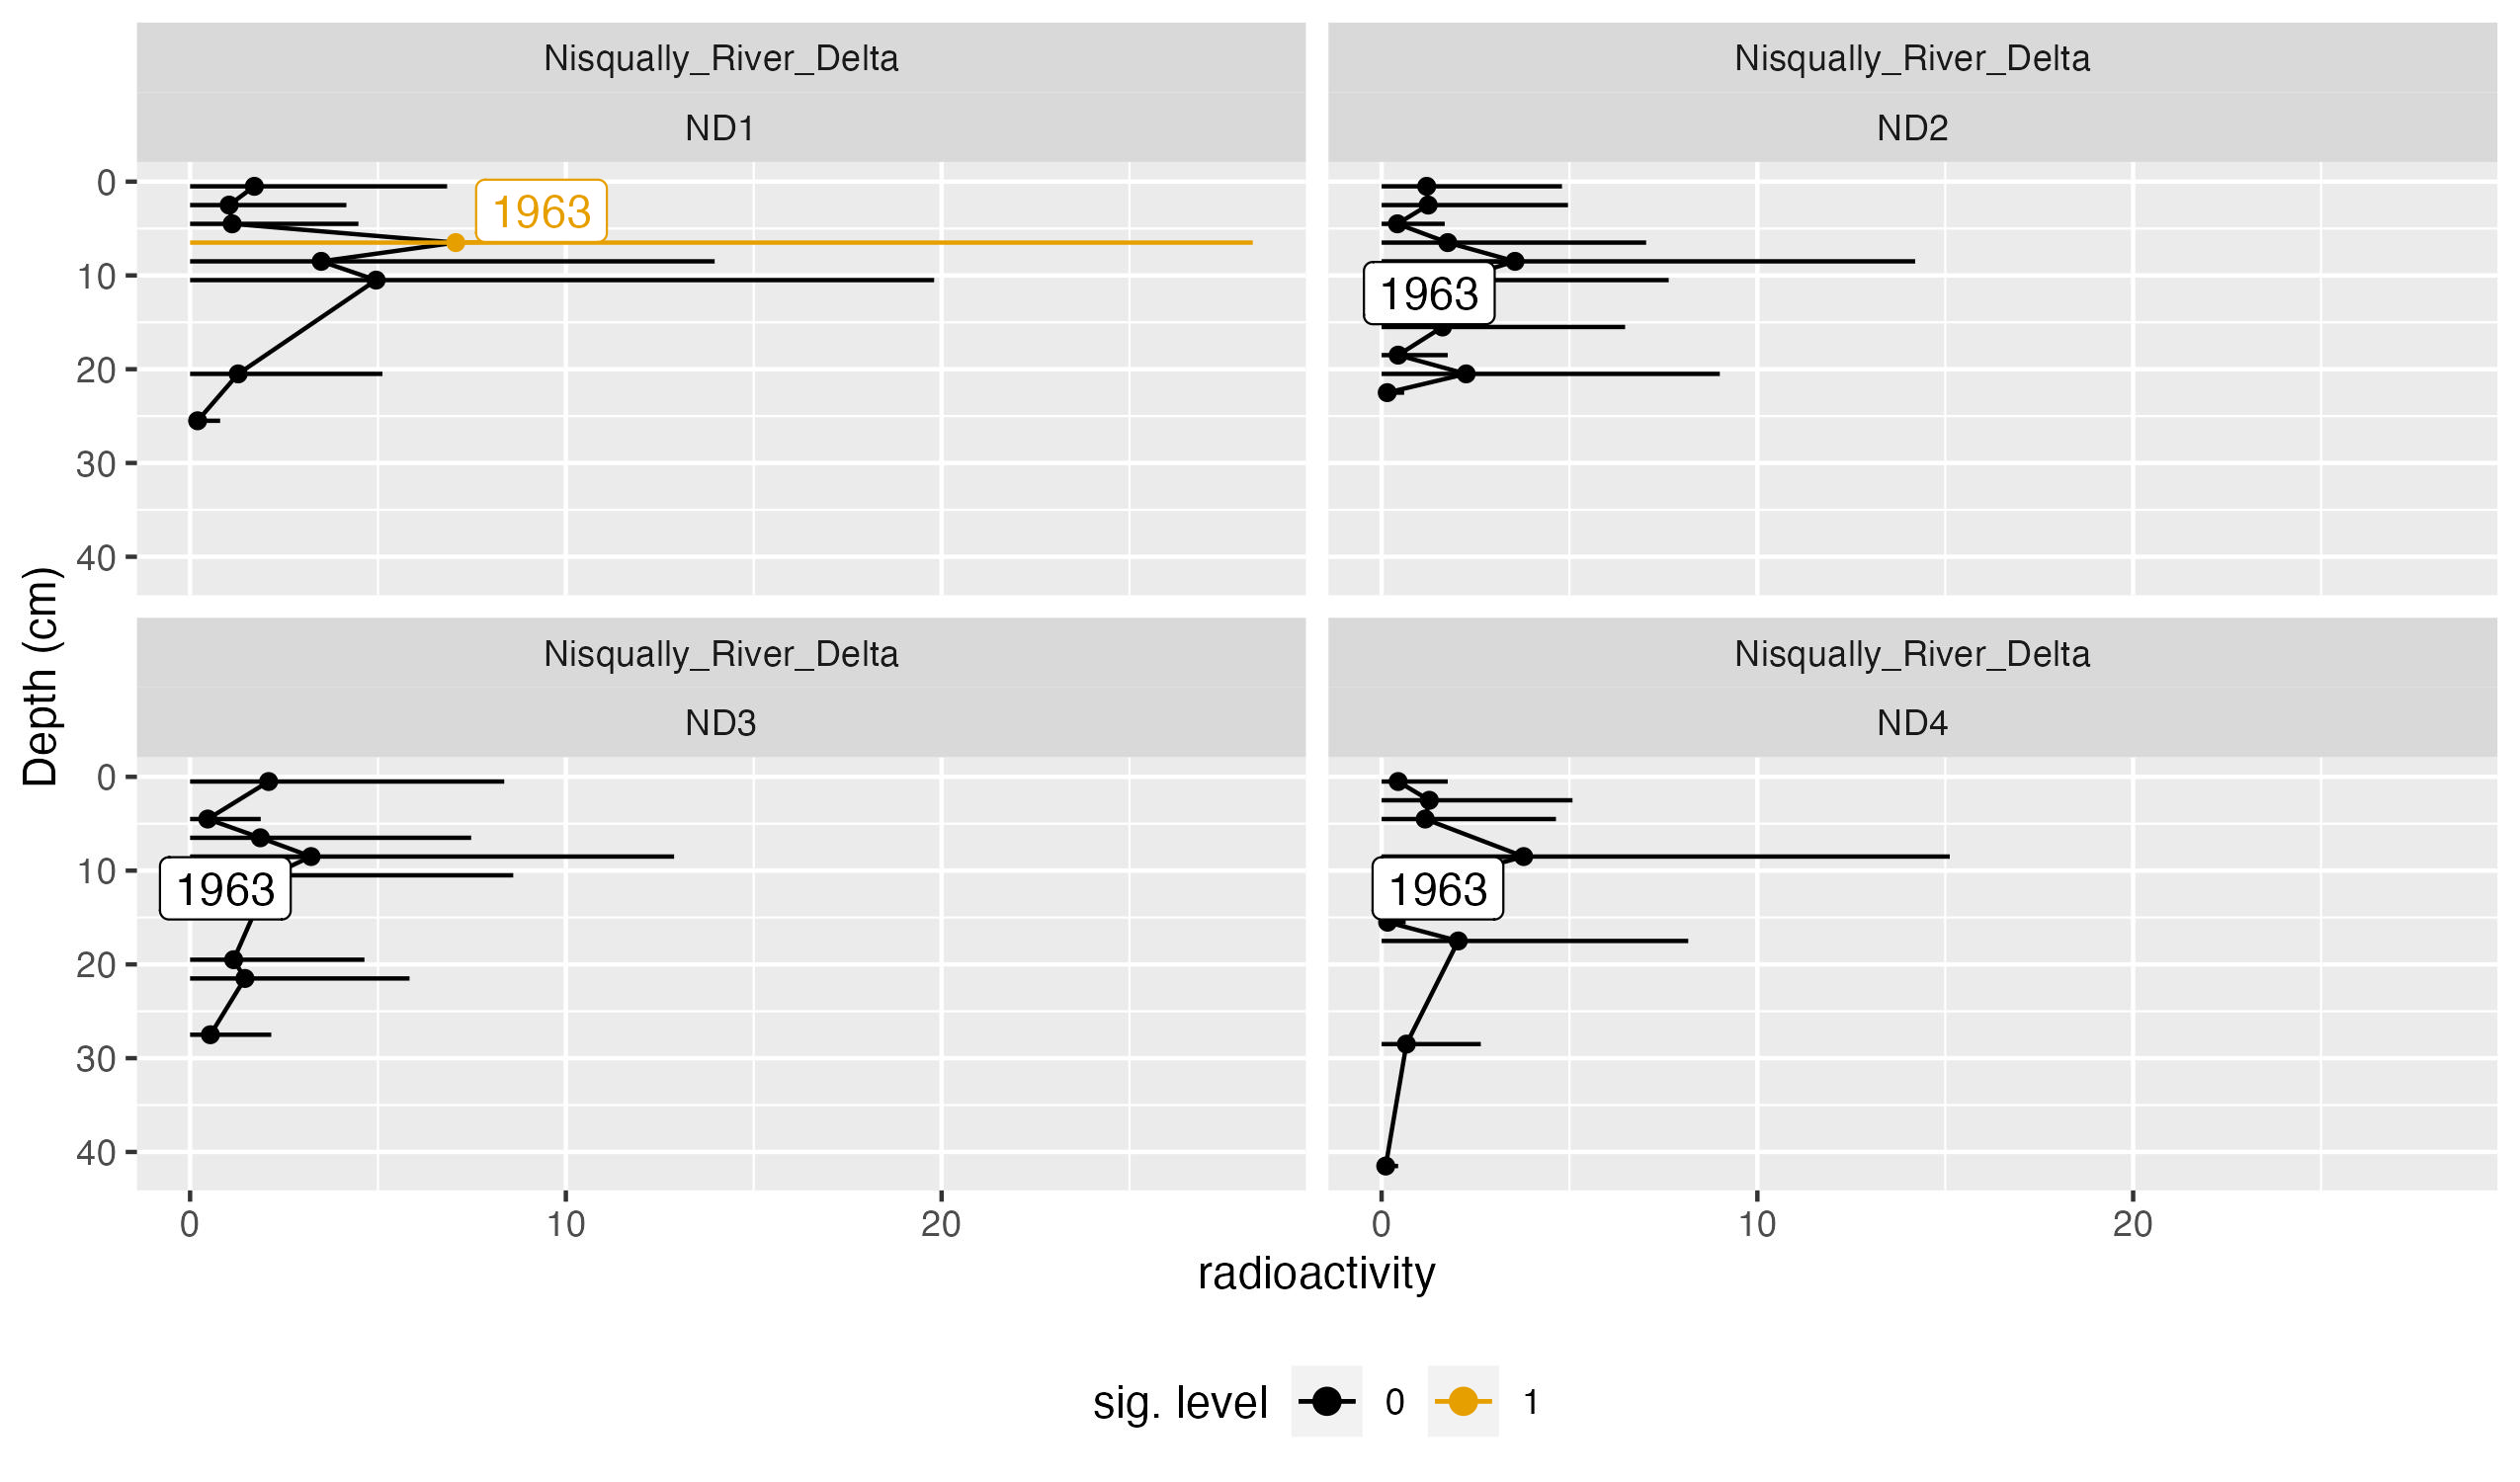 Nisqually_River_Delta
ND1
Nisqually_River_Delta
ND2
0
10
20
30
40
1963
1963
Depth (cm)
Nisqually_River_Delta
ND3
Nisqually_River_Delta
ND4
0
10
20
30
40
1963
1963
0 10 20
0 10 20
radioactivity
sig. level 0 1